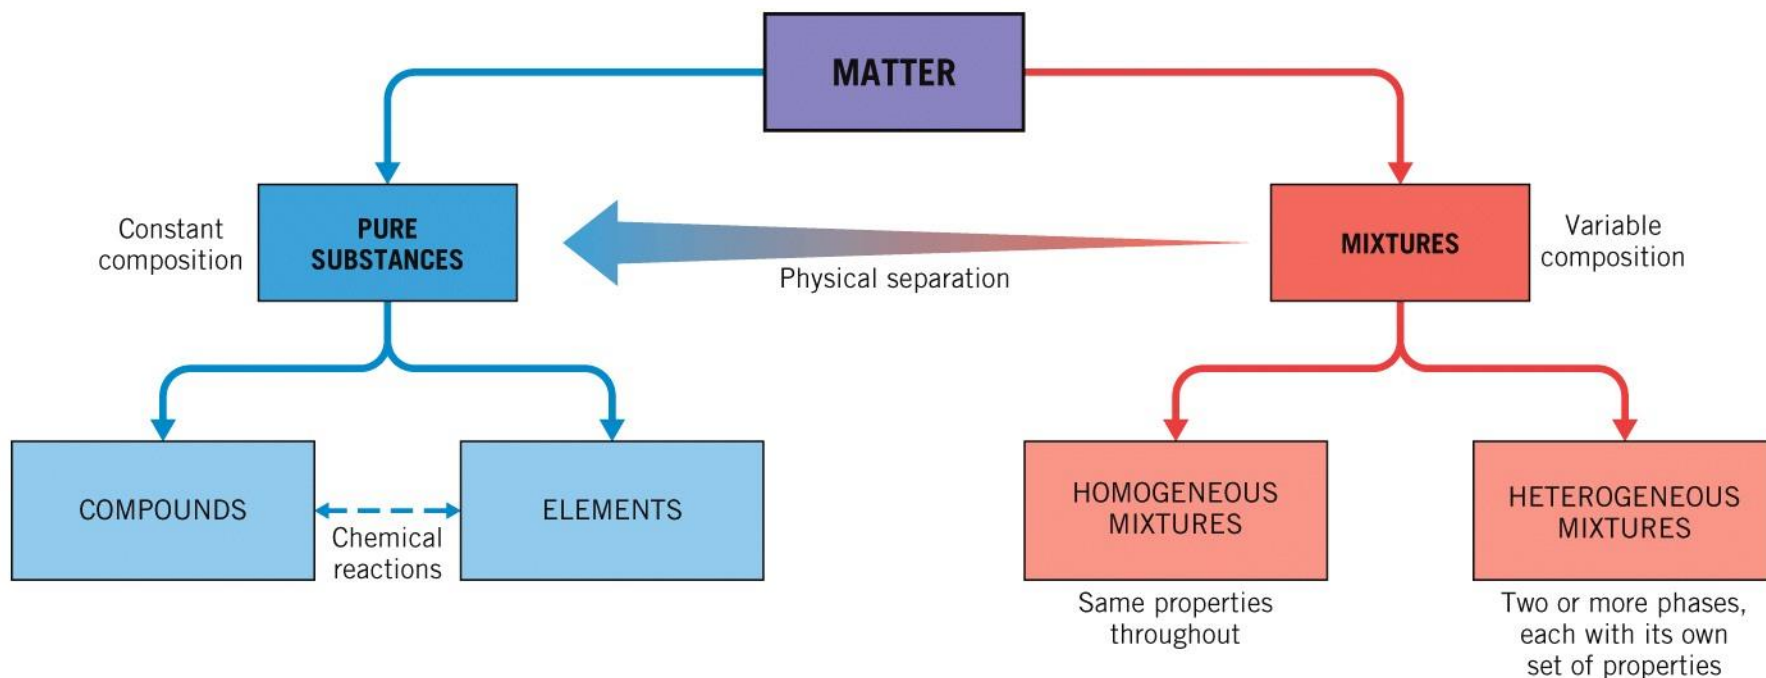 MATTER
Constant
composition
PURE
SUBSTANCES
Physical separation
MIXTURES
Variable
composition
COMPOUNDS
Chemical
reactions
ELEMENTS
HOMOGENEOUS
MIXTURES
Same properties
throughout
HETEROGENEOUS
MIXTURES
Two or more phases,
each with its own
set of properties